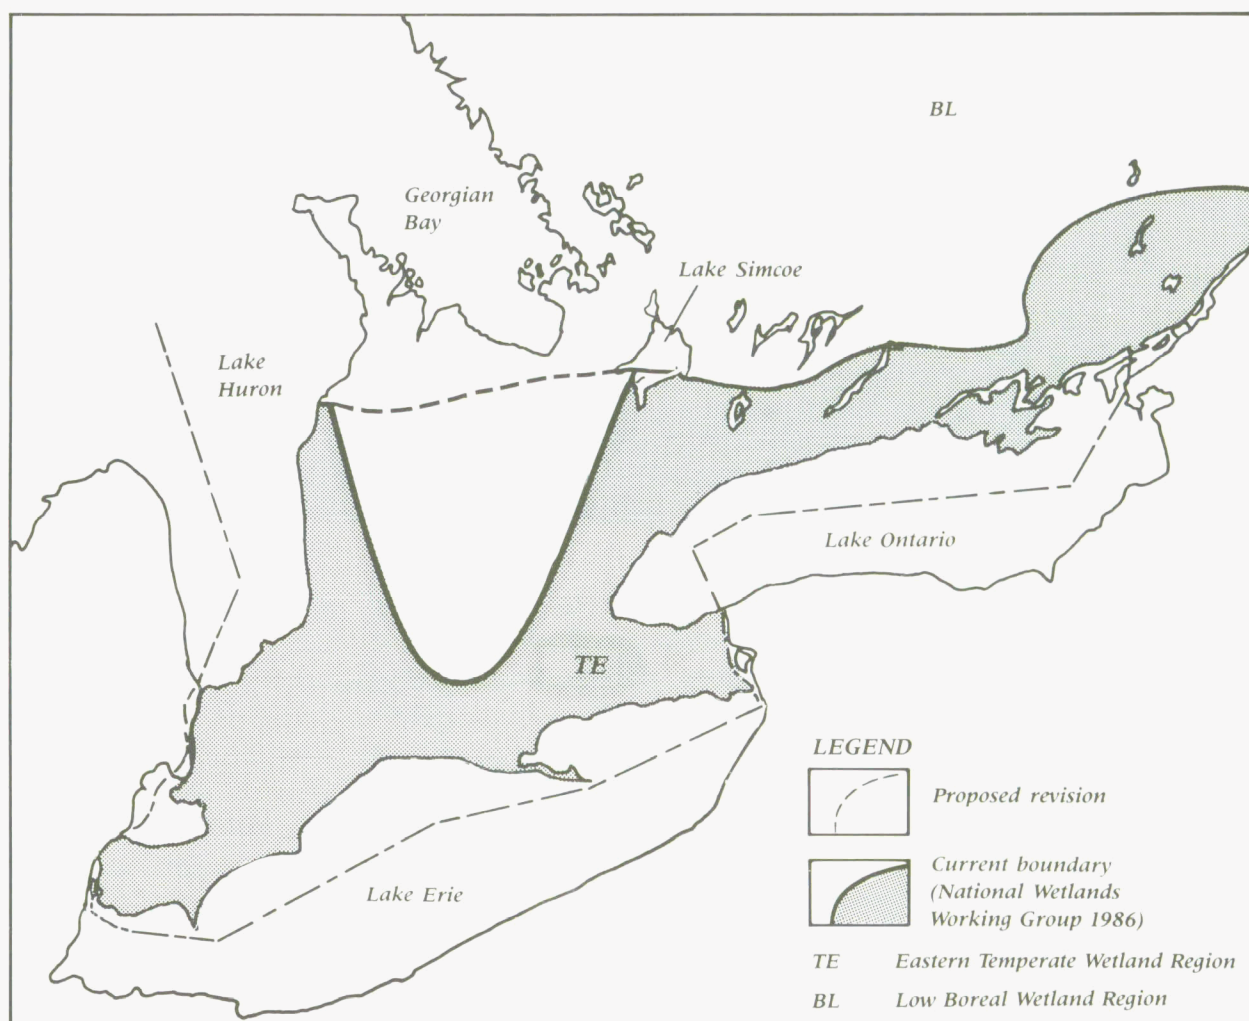 BL
Georgian
Bay
Lake Simcoe
Lake
Huron
Lake Ontario
TE
Lake Erie
LEGEND
Proposed revision
Current boundary
(National Wetlands
Working Group 1986)
TE Eastern Temperate Wetland Region
BL Low Boreal Wetland Region